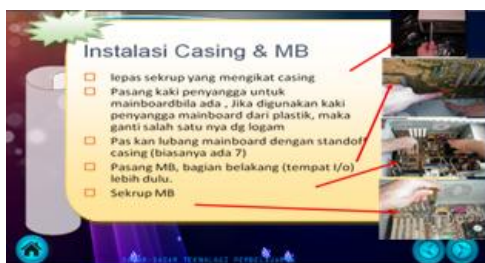 Instalasi Casing & MB
lepas sekrup yang mengikat casing
Pasang kaki penyangga untuk
mainboardbila ada , Jika digunakan kaki
penyangga mainboard dari plastik, maka
ganti salah satu nya dg logam
Pas kan lubang mainboard dengan standoff
casing (biasanya ada 7)
Pasang MB, bagian belakang (tempat I/o)
lebih dulu.
Sekrup MB